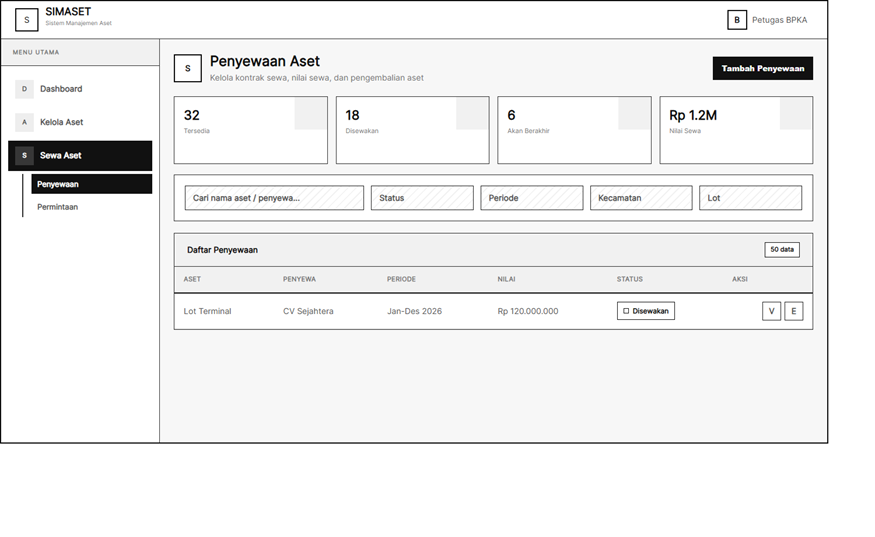 S
SIMASET
Sistem Manajemen Aset
B
Petugas BPKA
MENU UTAMA
D
Dashboard
A
Kelola Aset
S
Sewa Aset
Penyewaan
Permintaan
S
Penyewaan Aset
Kelola kontrak sewa, nilai sewa, dan pengembalian aset
Tambah Penyewaan
32
Tersedia
18
Disewakan
6
Akan Berakhir
Rp 1.2M
Nilai Sewa
Cari nama aset / penyewa...
Status
Periode
Kecamatan
Lot
Daftar Penyewaan
50 data
ASET PENYEWA PERIODE NILAI STATUS AKSI
Lot Terminal CV Sejahtera Jan-Des 2026 Rp 120.000.000 Disewakan V E